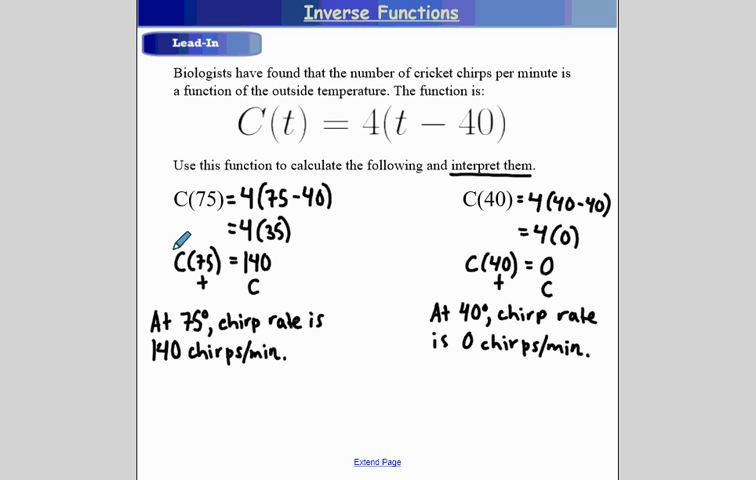 Inverse Functions
Lead-In
Biologists have found that the number of cricket chirps per minute is
a function of the outside temperature. The function is:
C(t) = 4(t − 40)
Use this function to calculate the following and interpret them.
C(75) = 4(75-40)
= 4(35)
C(75) = 140
t C
At 75°, chirp rate is
140 chirps/min.
C(40) = 4(40-40)
= 4(0)
C(40) = 0
t C
At 40°, chirp rate
is 0 chirps/min.
Extend Page